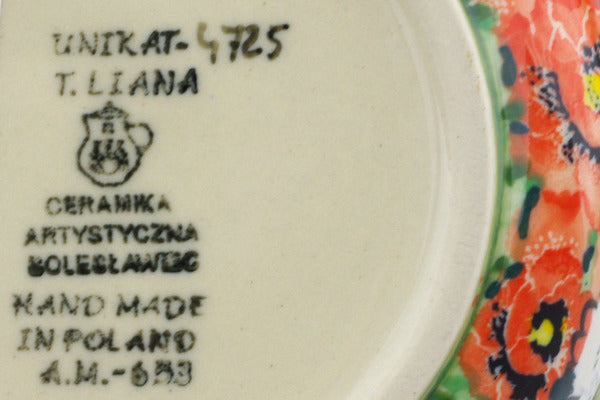 UNIKAT-4725
T. LIANA
CERAMIKA
ARTYSTYCZNA
BOLESŁAWIEC
HAND MADE
IN POLAND
A.M.-653